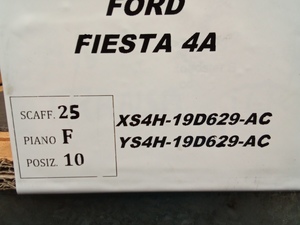 FORD
FIESTA 4A
SCAFF. 25
PIANO F
POSIZ. 10
XS4H-19D629-AC
YS4H-19D629-AC